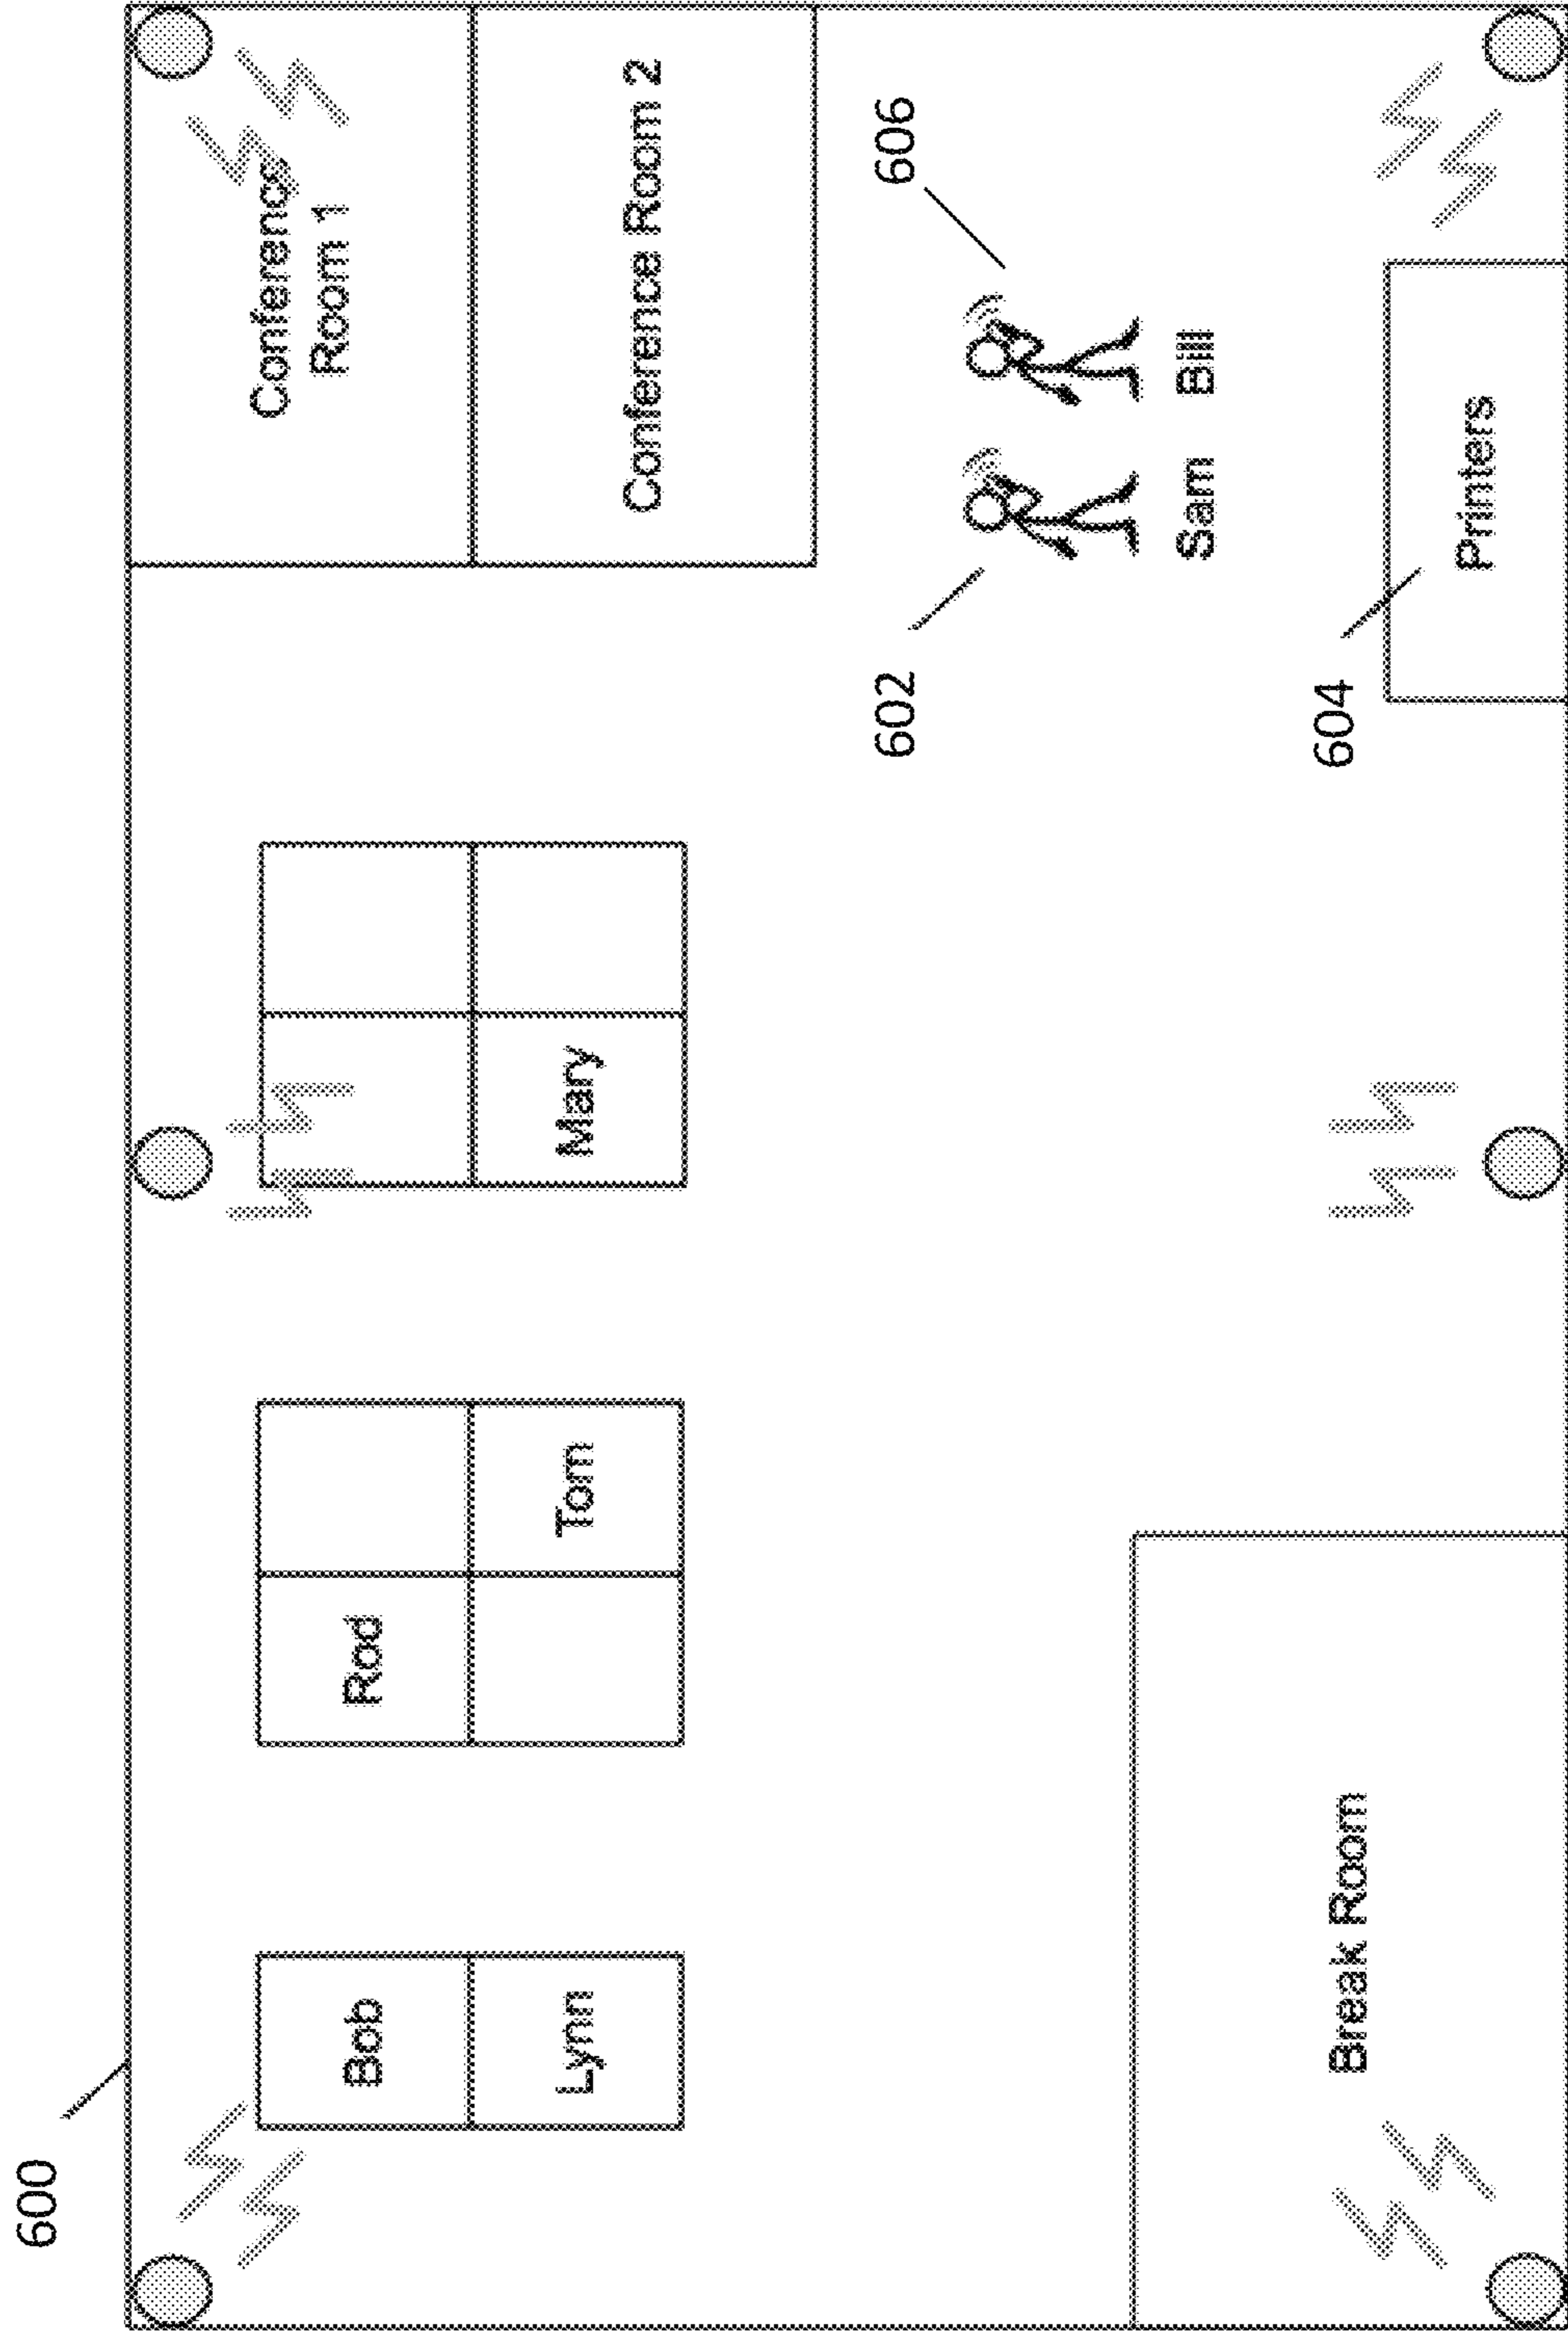 600
Conference
Room 1
Bob
Rod
Lynn
Tom
Mary
Conference Room 2
602
606
Sam
Bill
Break Room
604
Printers